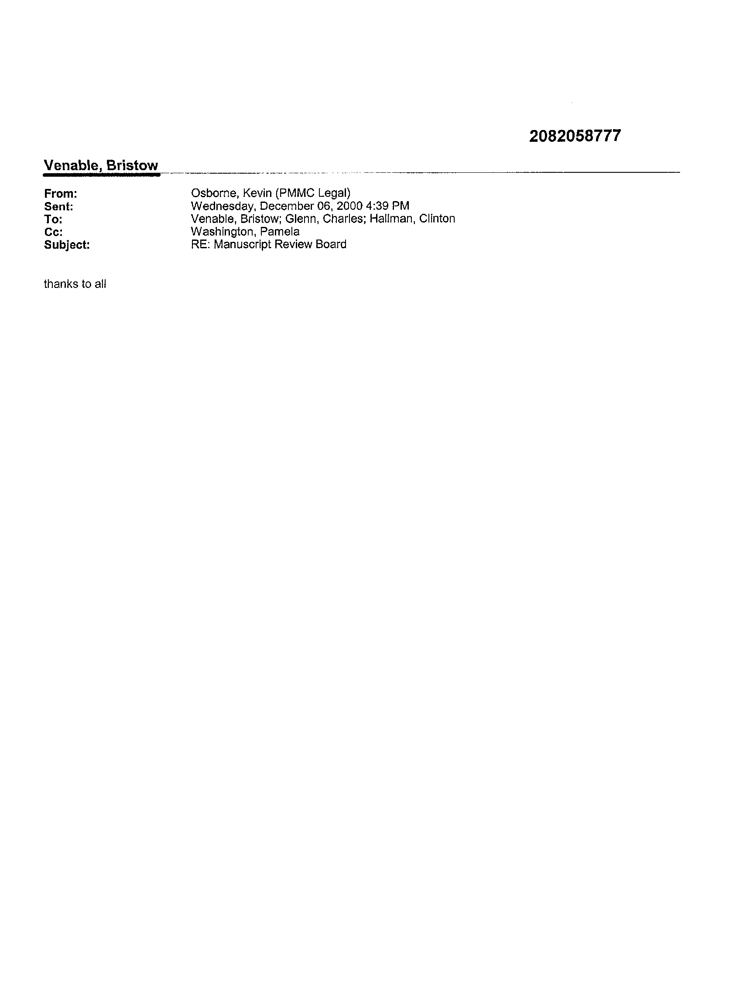 2082058777
Venable, Bristow
From: Osborne, Kevin (PMMC Legal)
Sent: Wednesday, December 06, 2000 4:39 PM
To: Venable, Bristow; Glenn, Charles; Hallman, Clinton
Cc: Washington, Pamela
Subject: RE: Manuscript Review Board
thanks to all